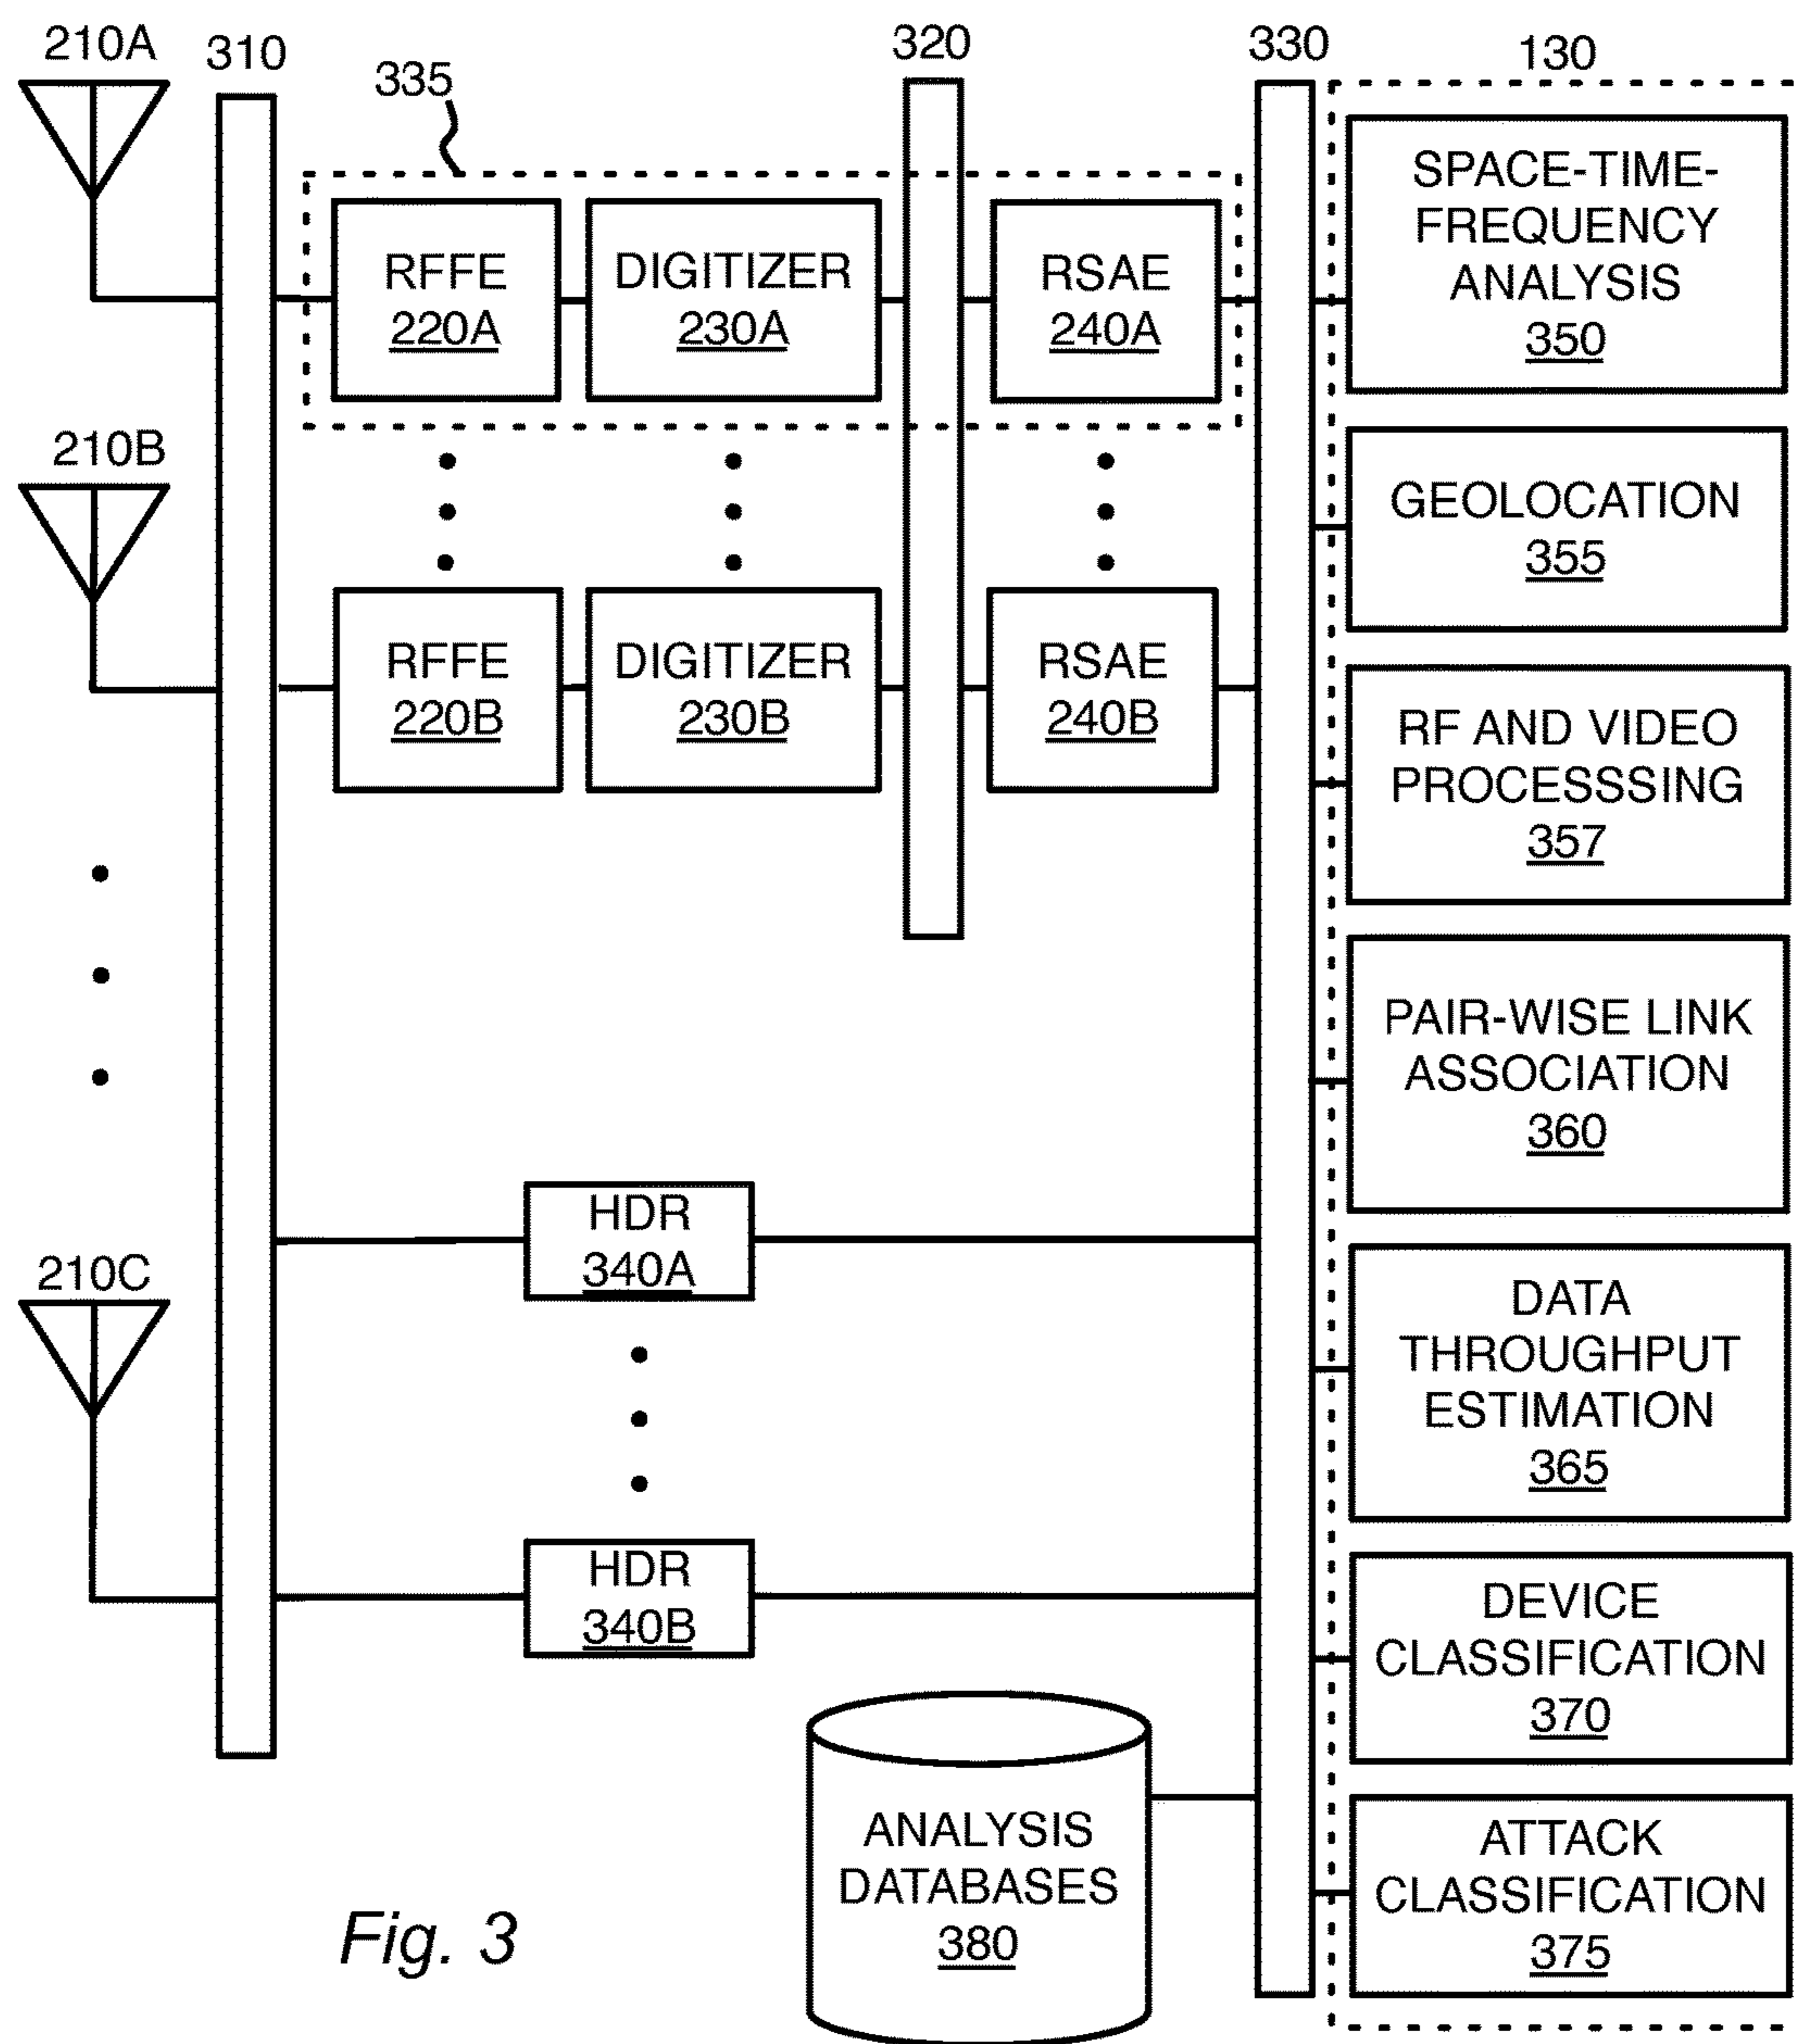 210A
310
335
320
330
130
RFFE
220A
DIGITIZER
230A
RSAE
240A
SPACE-TIME-
FREQUENCY
ANALYSIS
350
210B
GEOLOCATION
355
RFFE
220B
DIGITIZER
230B
RSAE
240B
RF AND VIDEO
PROCESSSING
357
PAIR-WISE LINK
ASSOCIATION
360
HDR
340A
210C
DATA
THROUGHPUT
ESTIMATION
365
HDR
340B
DEVICE
CLASSIFICATION
370
ANALYSIS
DATABASES
380
ATTACK
CLASSIFICATION
375
Fig. 3